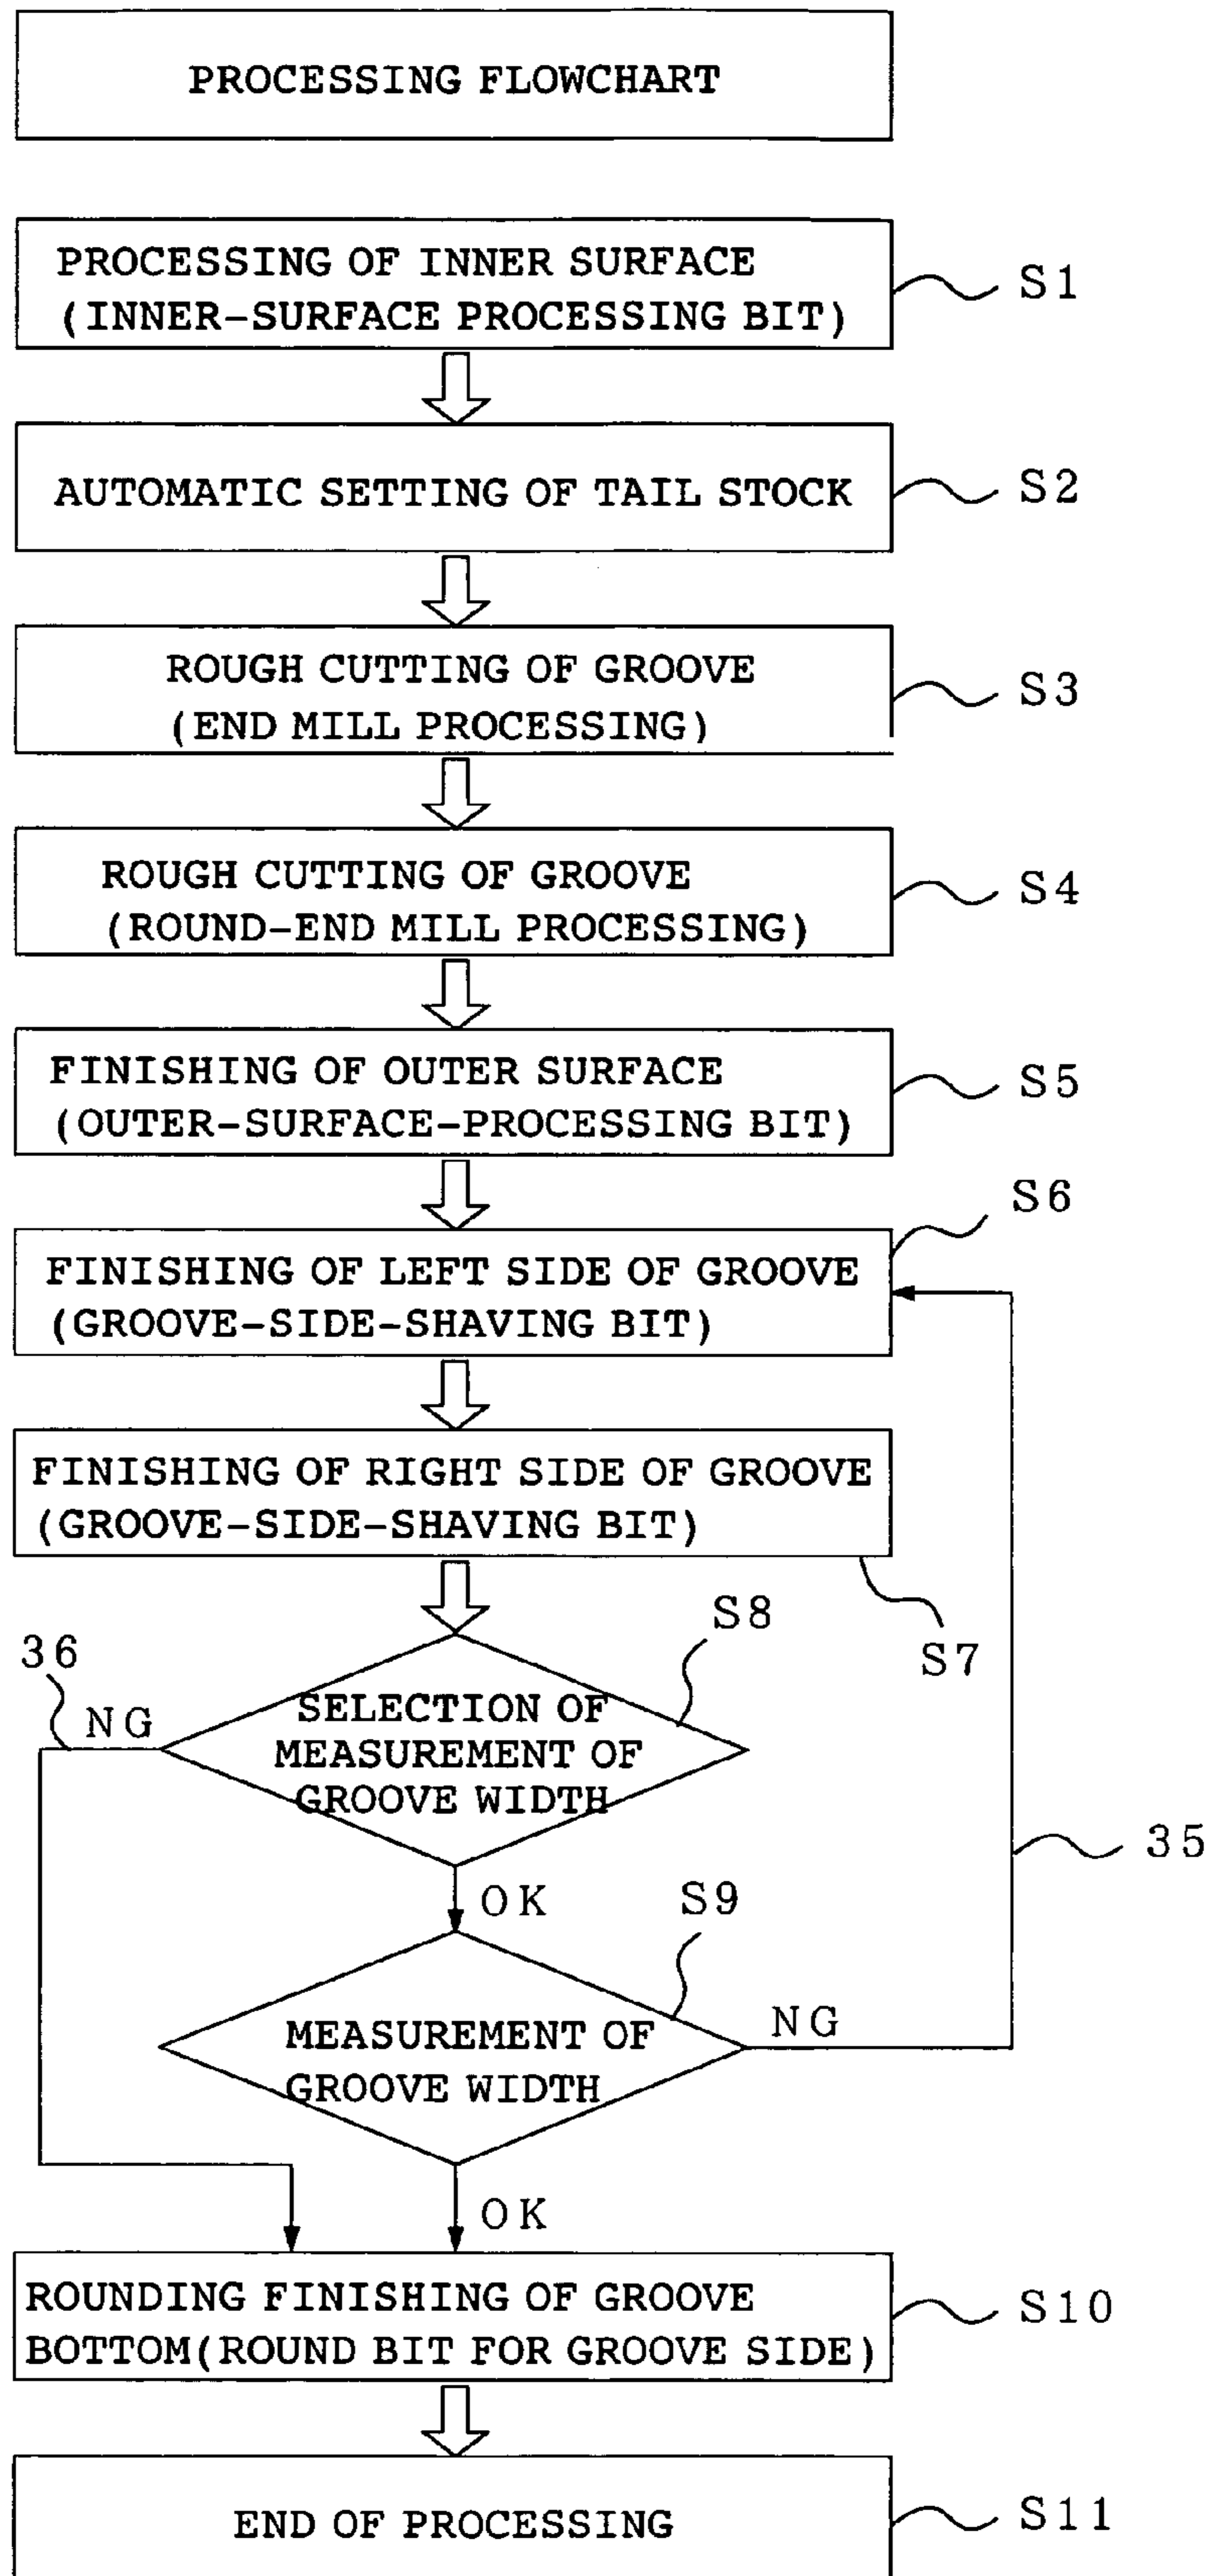 PROCESSING FLOWCHART
PROCESSING OF INNER SURFACE
(INNER-SURFACE PROCESSING BIT)
S1
AUTOMATIC SETTING OF TAIL STOCK
S2
ROUGH CUTTING OF GROOVE
(END MILL PROCESSING)
S3
ROUGH CUTTING OF GROOVE
(ROUND-END MILL PROCESSING)
S4
FINISHING OF OUTER SURFACE
(OUTER-SURFACE-PROCESSING BIT)
S5
S6
FINISHING OF LEFT SIDE OF GROOVE
(GROOVE-SIDE-SHAVING BIT)
FINISHING OF RIGHT SIDE OF GROOVE
(GROOVE-SIDE-SHAVING BIT)
S7
S8
36
NG
SELECTION OF
MEASUREMENT OF
GROOVE WIDTH
35
OK
S9
NG
MEASUREMENT OF
GROOVE WIDTH
OK
ROUNDING FINISHING OF GROOVE
BOTTOM(ROUND BIT FOR GROOVE SIDE)
S10
END OF PROCESSING
S11